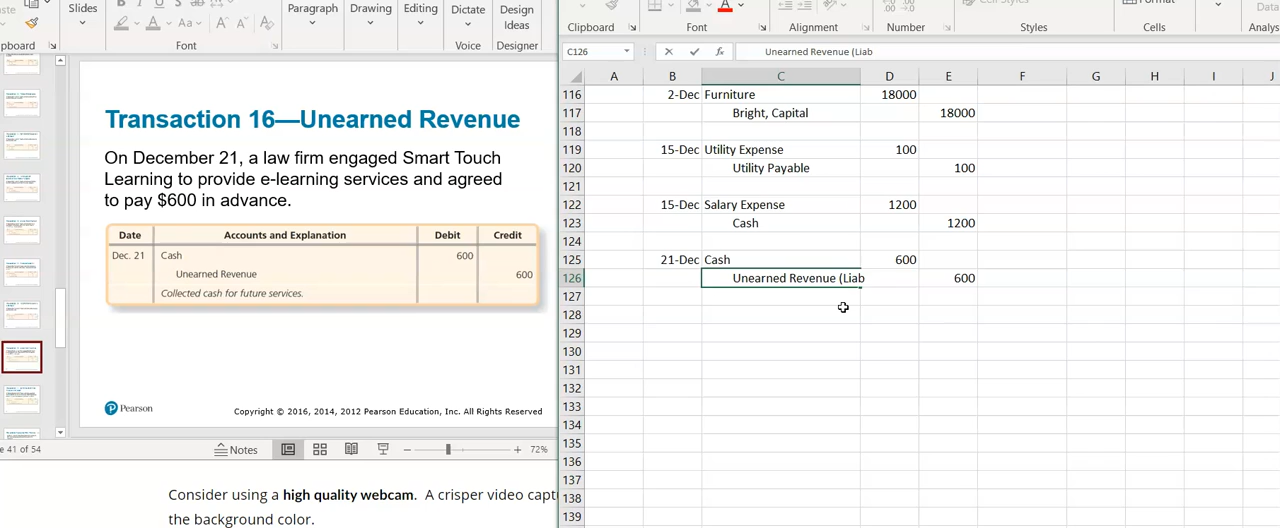 Slides
Paragraph
Drawing
Editing
Dictate
Design
Ideas
pboard
Font
Voice
Designer
Transaction 16—Unearned Revenue
On December 21, a law firm engaged Smart Touch
Learning to provide e-learning services and agreed
to pay $600 in advance.
Date Accounts and Explanation Debit Credit
Dec. 21 Cash 600
Unearned Revenue 600
Collected cash for future services.
Pearson
Copyright © 2016, 2014, 2012 Pearson Education, Inc. All Rights Reserved
e 41 of 54
Notes
72%
Consider using a high quality webcam. A crisper video capt
the background color.
Clipboard
Font
Alignment
Number
Styles
Cells
Analys
C126 fx Unearned Revenue (Liab
A B C D E F G H I J
116 2-Dec Furniture 18000
117 Bright, Capital 18000
118
119 15-Dec Utility Expense 100
120 Utility Payable 100
121
122 15-Dec Salary Expense 1200
123 Cash 1200
124
125 21-Dec Cash 600
126 Unearned Revenue (Liab 600
127
128
129
130
131
132
133
134
135
136
137
138
139